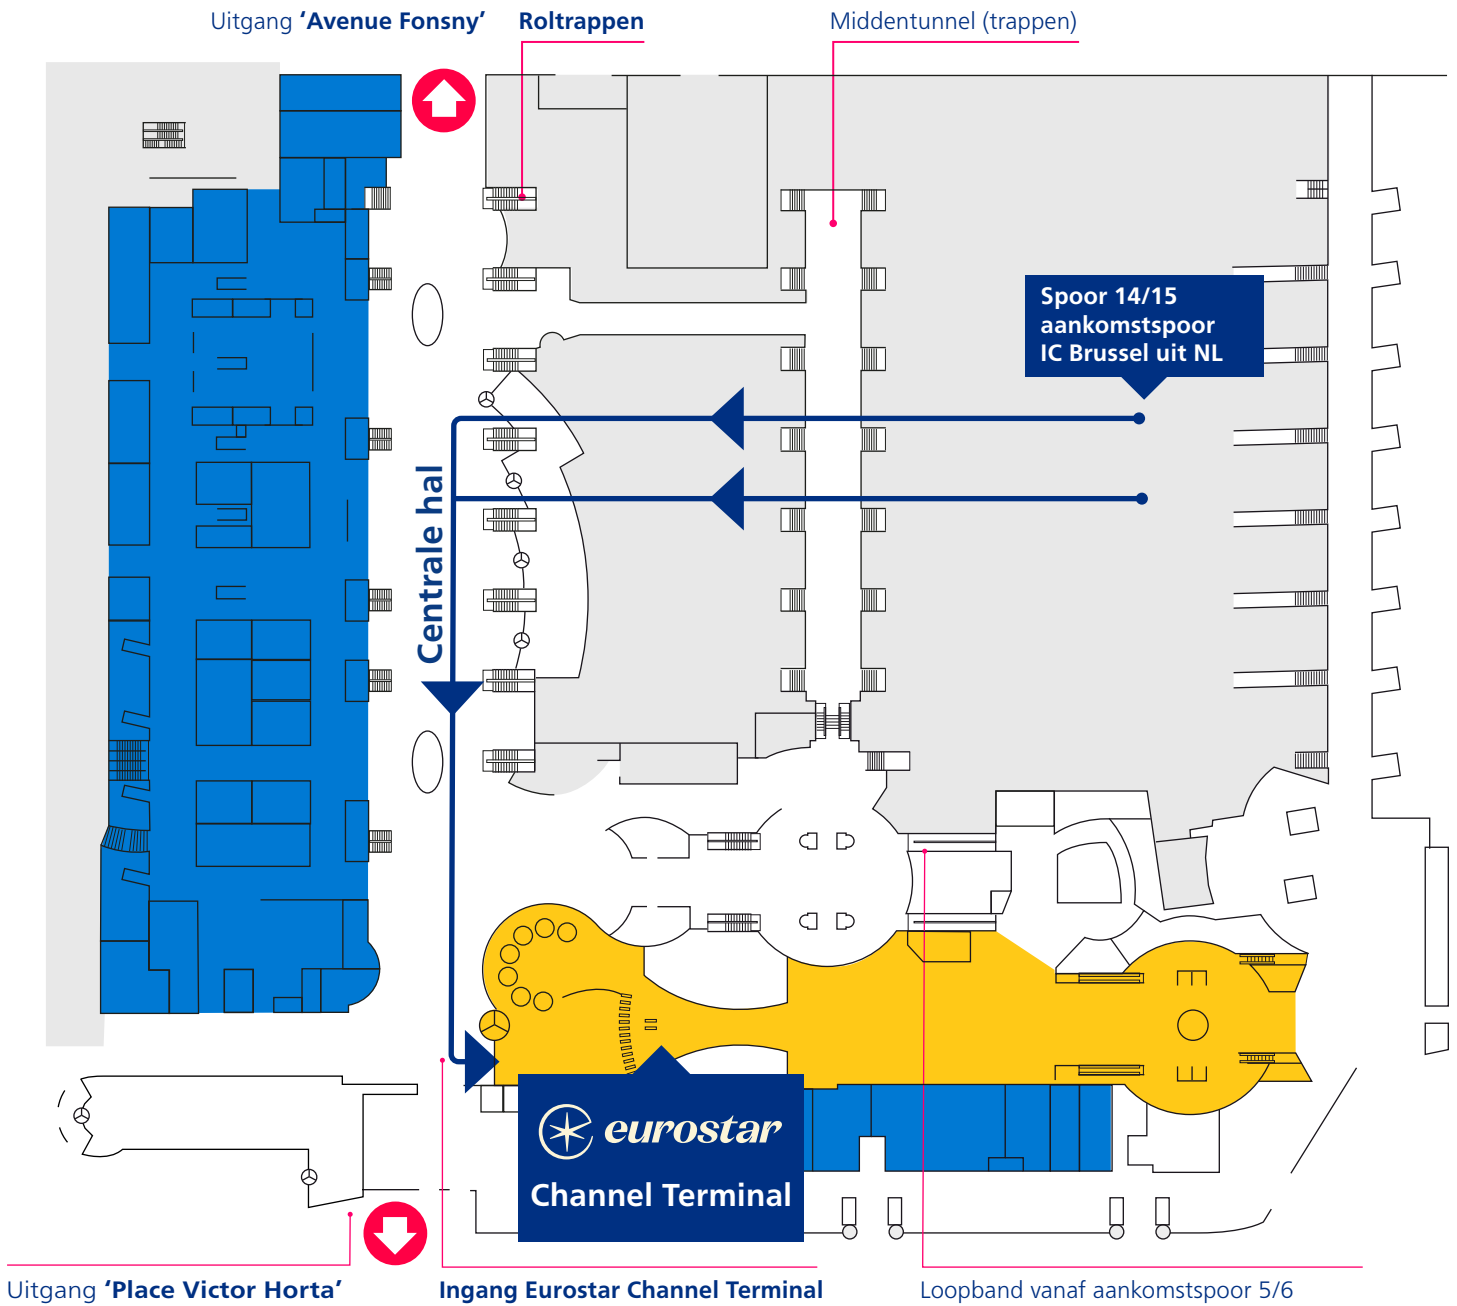 Uitgang ‘Avenue Fonsny’
Roltrappen
Middentunnel (trappen)
Spoor 14/15
aankomstspoor
IC Brussel uit NL
Centrale hal
eurostar
Channel Terminal
Uitgang ‘Place Victor Horta’
Ingang Eurostar Channel Terminal
Loopband vanaf aankomstspoor 5/6